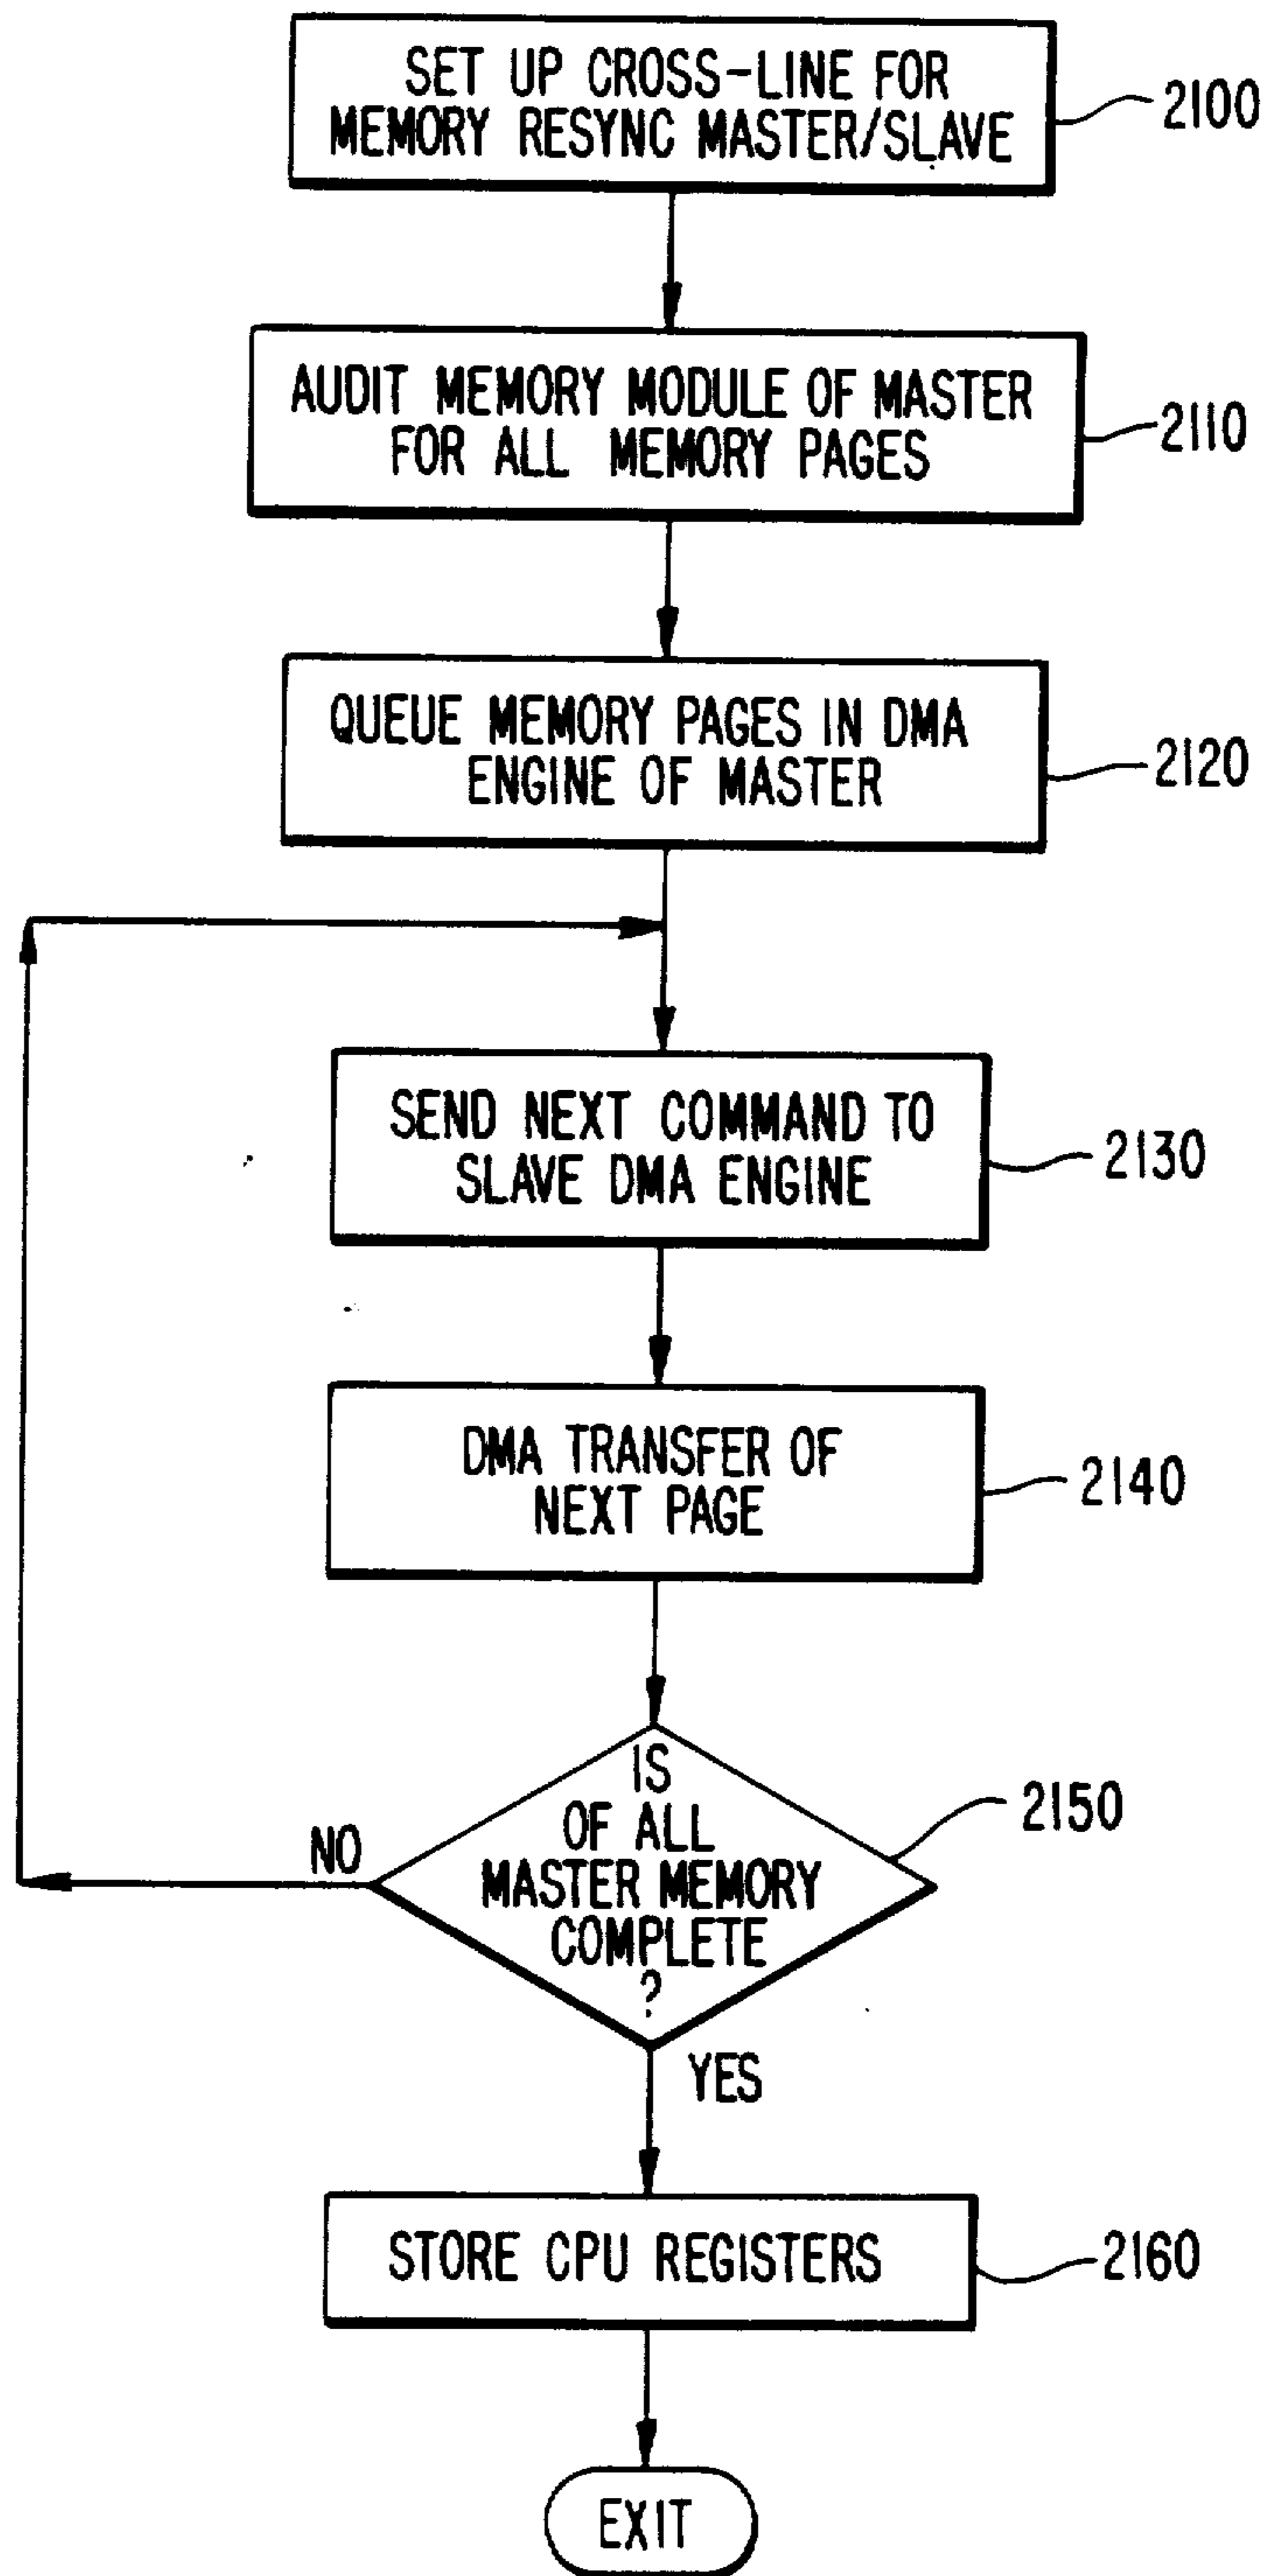 SET UP CROSS-LINE FOR
MEMORY RESYNC MASTER/SLAVE
2100
AUDIT MEMORY MODULE OF MASTER
FOR ALL MEMORY PAGES
2110
QUEUE MEMORY PAGES IN DMA
ENGINE OF MASTER
2120
SEND NEXT COMMAND TO
SLAVE DMA ENGINE
2130
DMA TRANSFER OF
NEXT PAGE
2140
IS
OF ALL
MASTER MEMORY
COMPLETE
?
2150
NO
YES
STORE CPU REGISTERS
2160
EXIT